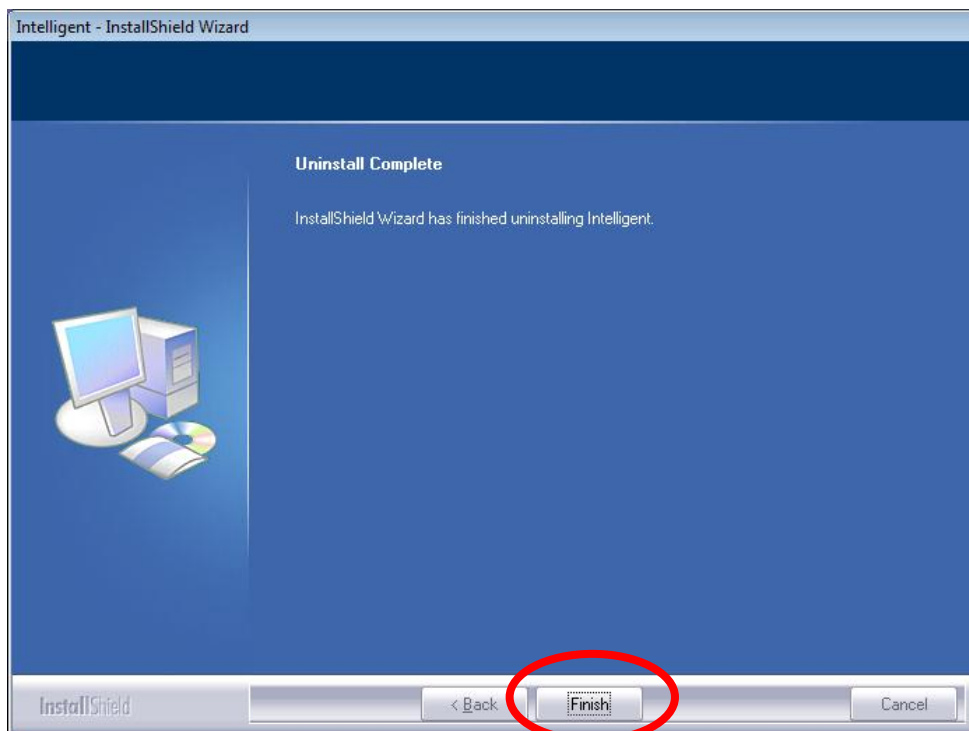 Intelligent - InstallShield Wizard
Uninstall Complete
InstallShield Wizard has finished uninstalling Intelligent.
InstallShield
< Back
Finish
Cancel